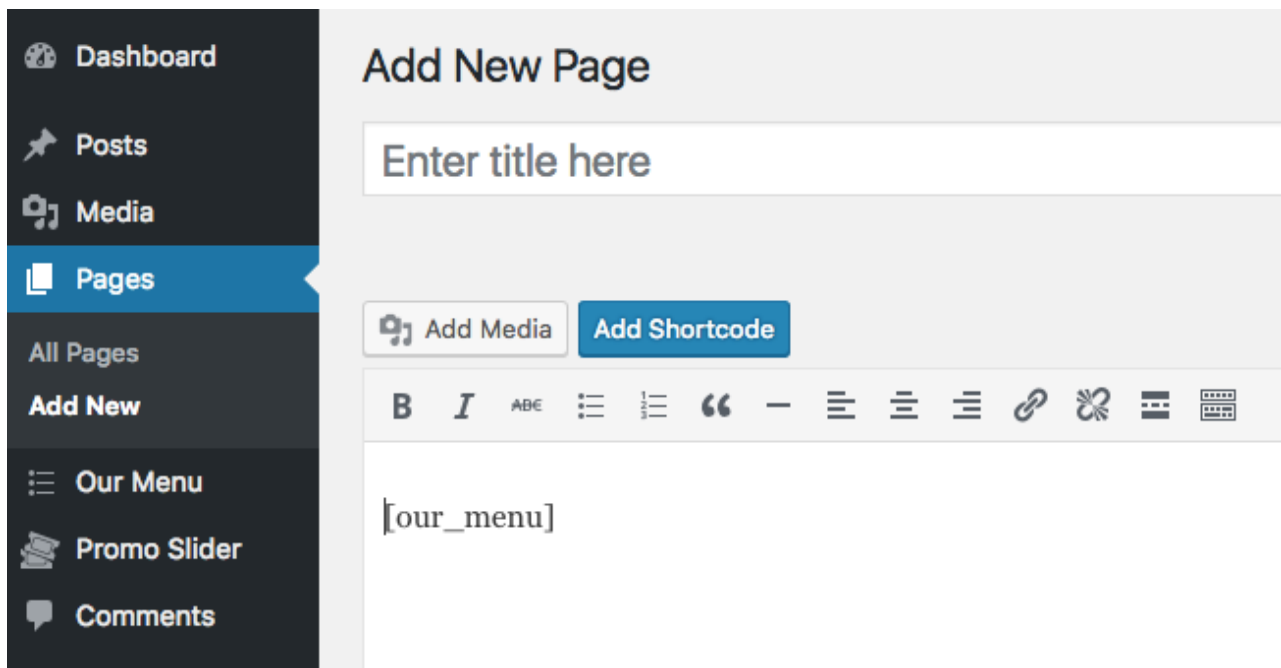 Dashboard
Posts
Media
Pages
All Pages
Add New
Our Menu
Promo Slider
Comments
Add New Page
Enter title here
Add Media
Add Shortcode
B I ABE
[our_menu]